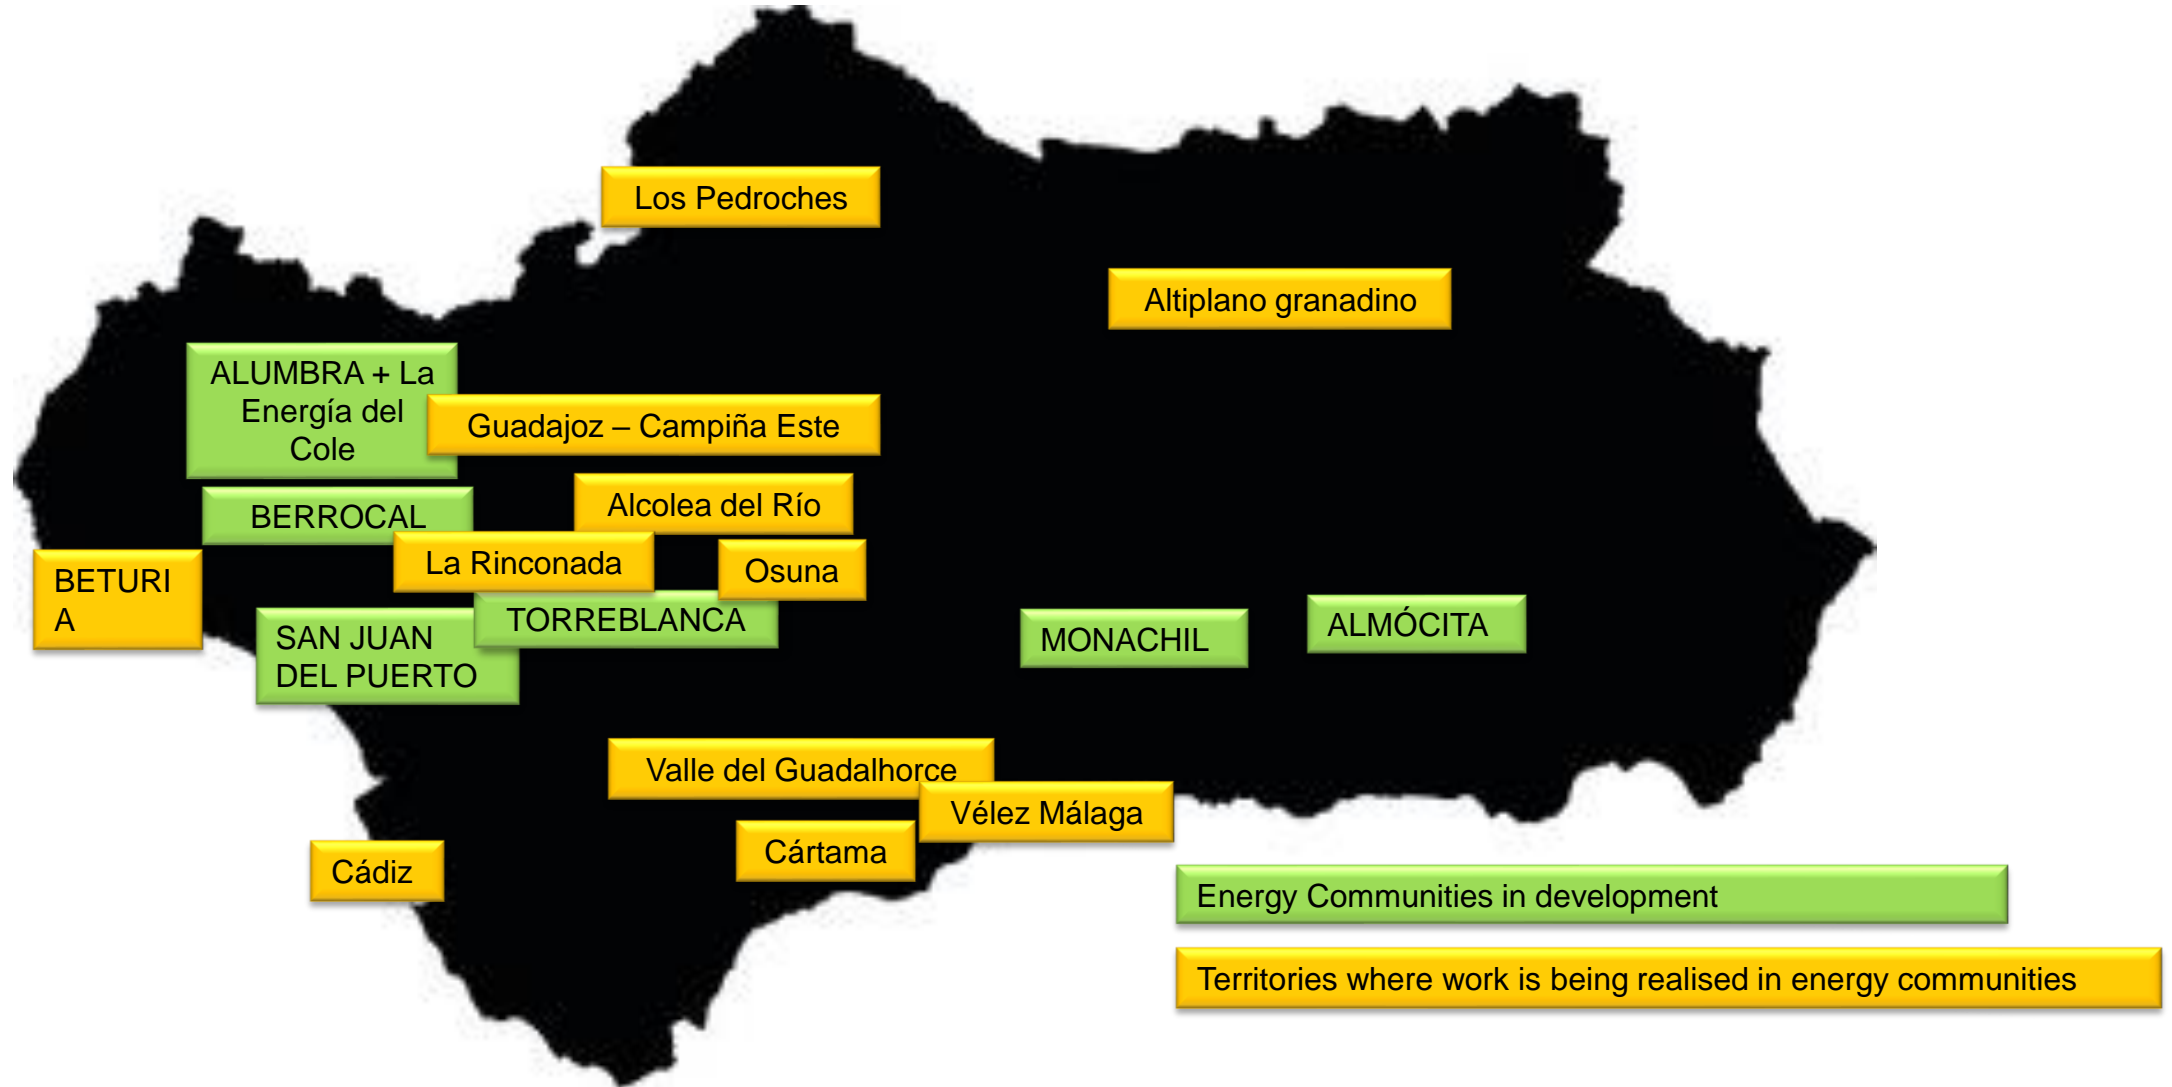 Los Pedroches
Altiplano granadino
ALUMBRA + La
Energía del
Cole
Guadajoz – Campiña Este
Alcolea del Río
BERROCAL
La Rinconada
Osuna
BETURI
A
TORREBLANCA
SAN JUAN
DEL PUERTO
MONACHIL
ALMÓCITA
Valle del Guadalhorce
Vélez Málaga
Cártama
Cádiz
Energy Communities in development
Territories where work is being realised in energy communities